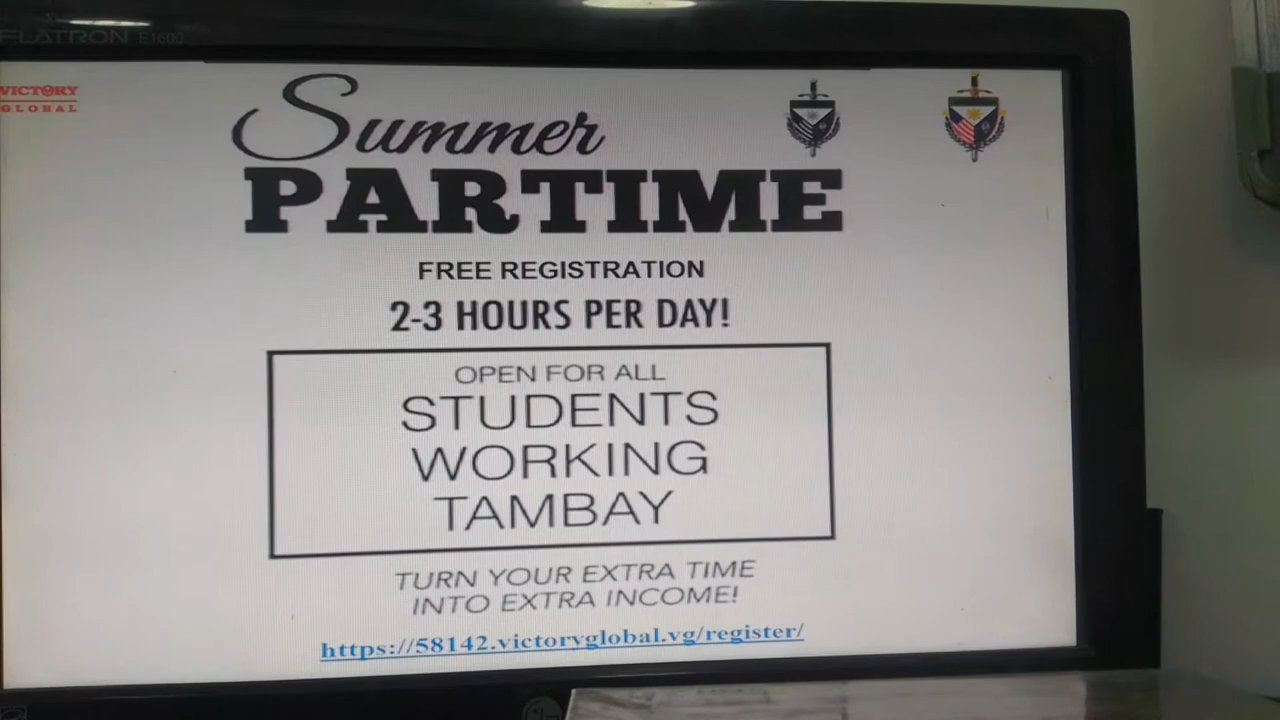 FLATRON E1600
VICTORY
GLOBAL
Summer
PARTIME
FREE REGISTRATION
2-3 HOURS PER DAY!
OPEN FOR ALL
STUDENTS
WORKING
TAMBAY
TURN YOUR EXTRA TIME
INTO EXTRA INCOME!
https://58142.victoryglobal.vg/register/
LG